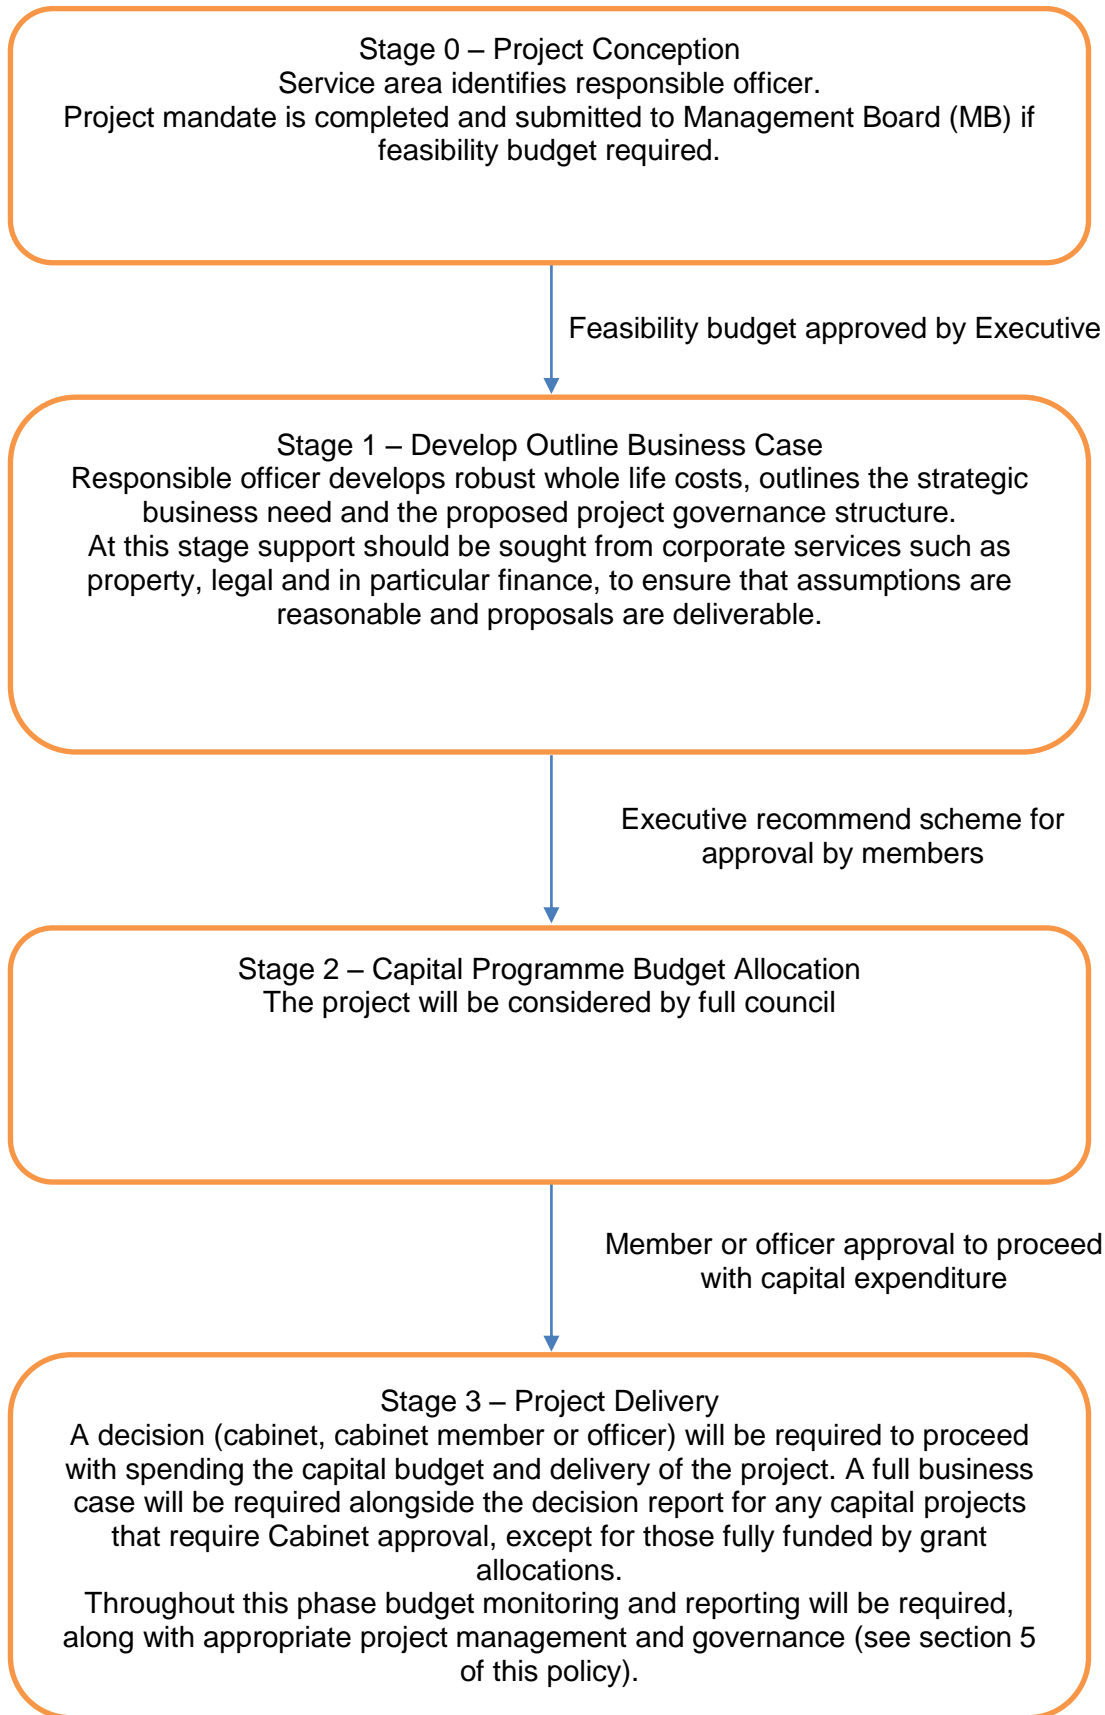 Stage 0 – Project Conception
Service area identifies responsible officer.
Project mandate is completed and submitted to Management Board (MB) if
feasibility budget required.
Feasibility budget approved by Executive
Stage 1 – Develop Outline Business Case
Responsible officer develops robust whole life costs, outlines the strategic
business need and the proposed project governance structure.
At this stage support should be sought from corporate services such as
property, legal and in particular finance, to ensure that assumptions are
reasonable and proposals are deliverable.
Executive recommend scheme for
approval by members
Stage 2 – Capital Programme Budget Allocation
The project will be considered by full council
Member or officer approval to proceed
with capital expenditure
Stage 3 – Project Delivery
A decision (cabinet, cabinet member or officer) will be required to proceed
with spending the capital budget and delivery of the project. A full business
case will be required alongside the decision report for any capital projects
that require Cabinet approval, except for those fully funded by grant
allocations.
Throughout this phase budget monitoring and reporting will be required,
along with appropriate project management and governance (see section 5
of this policy).